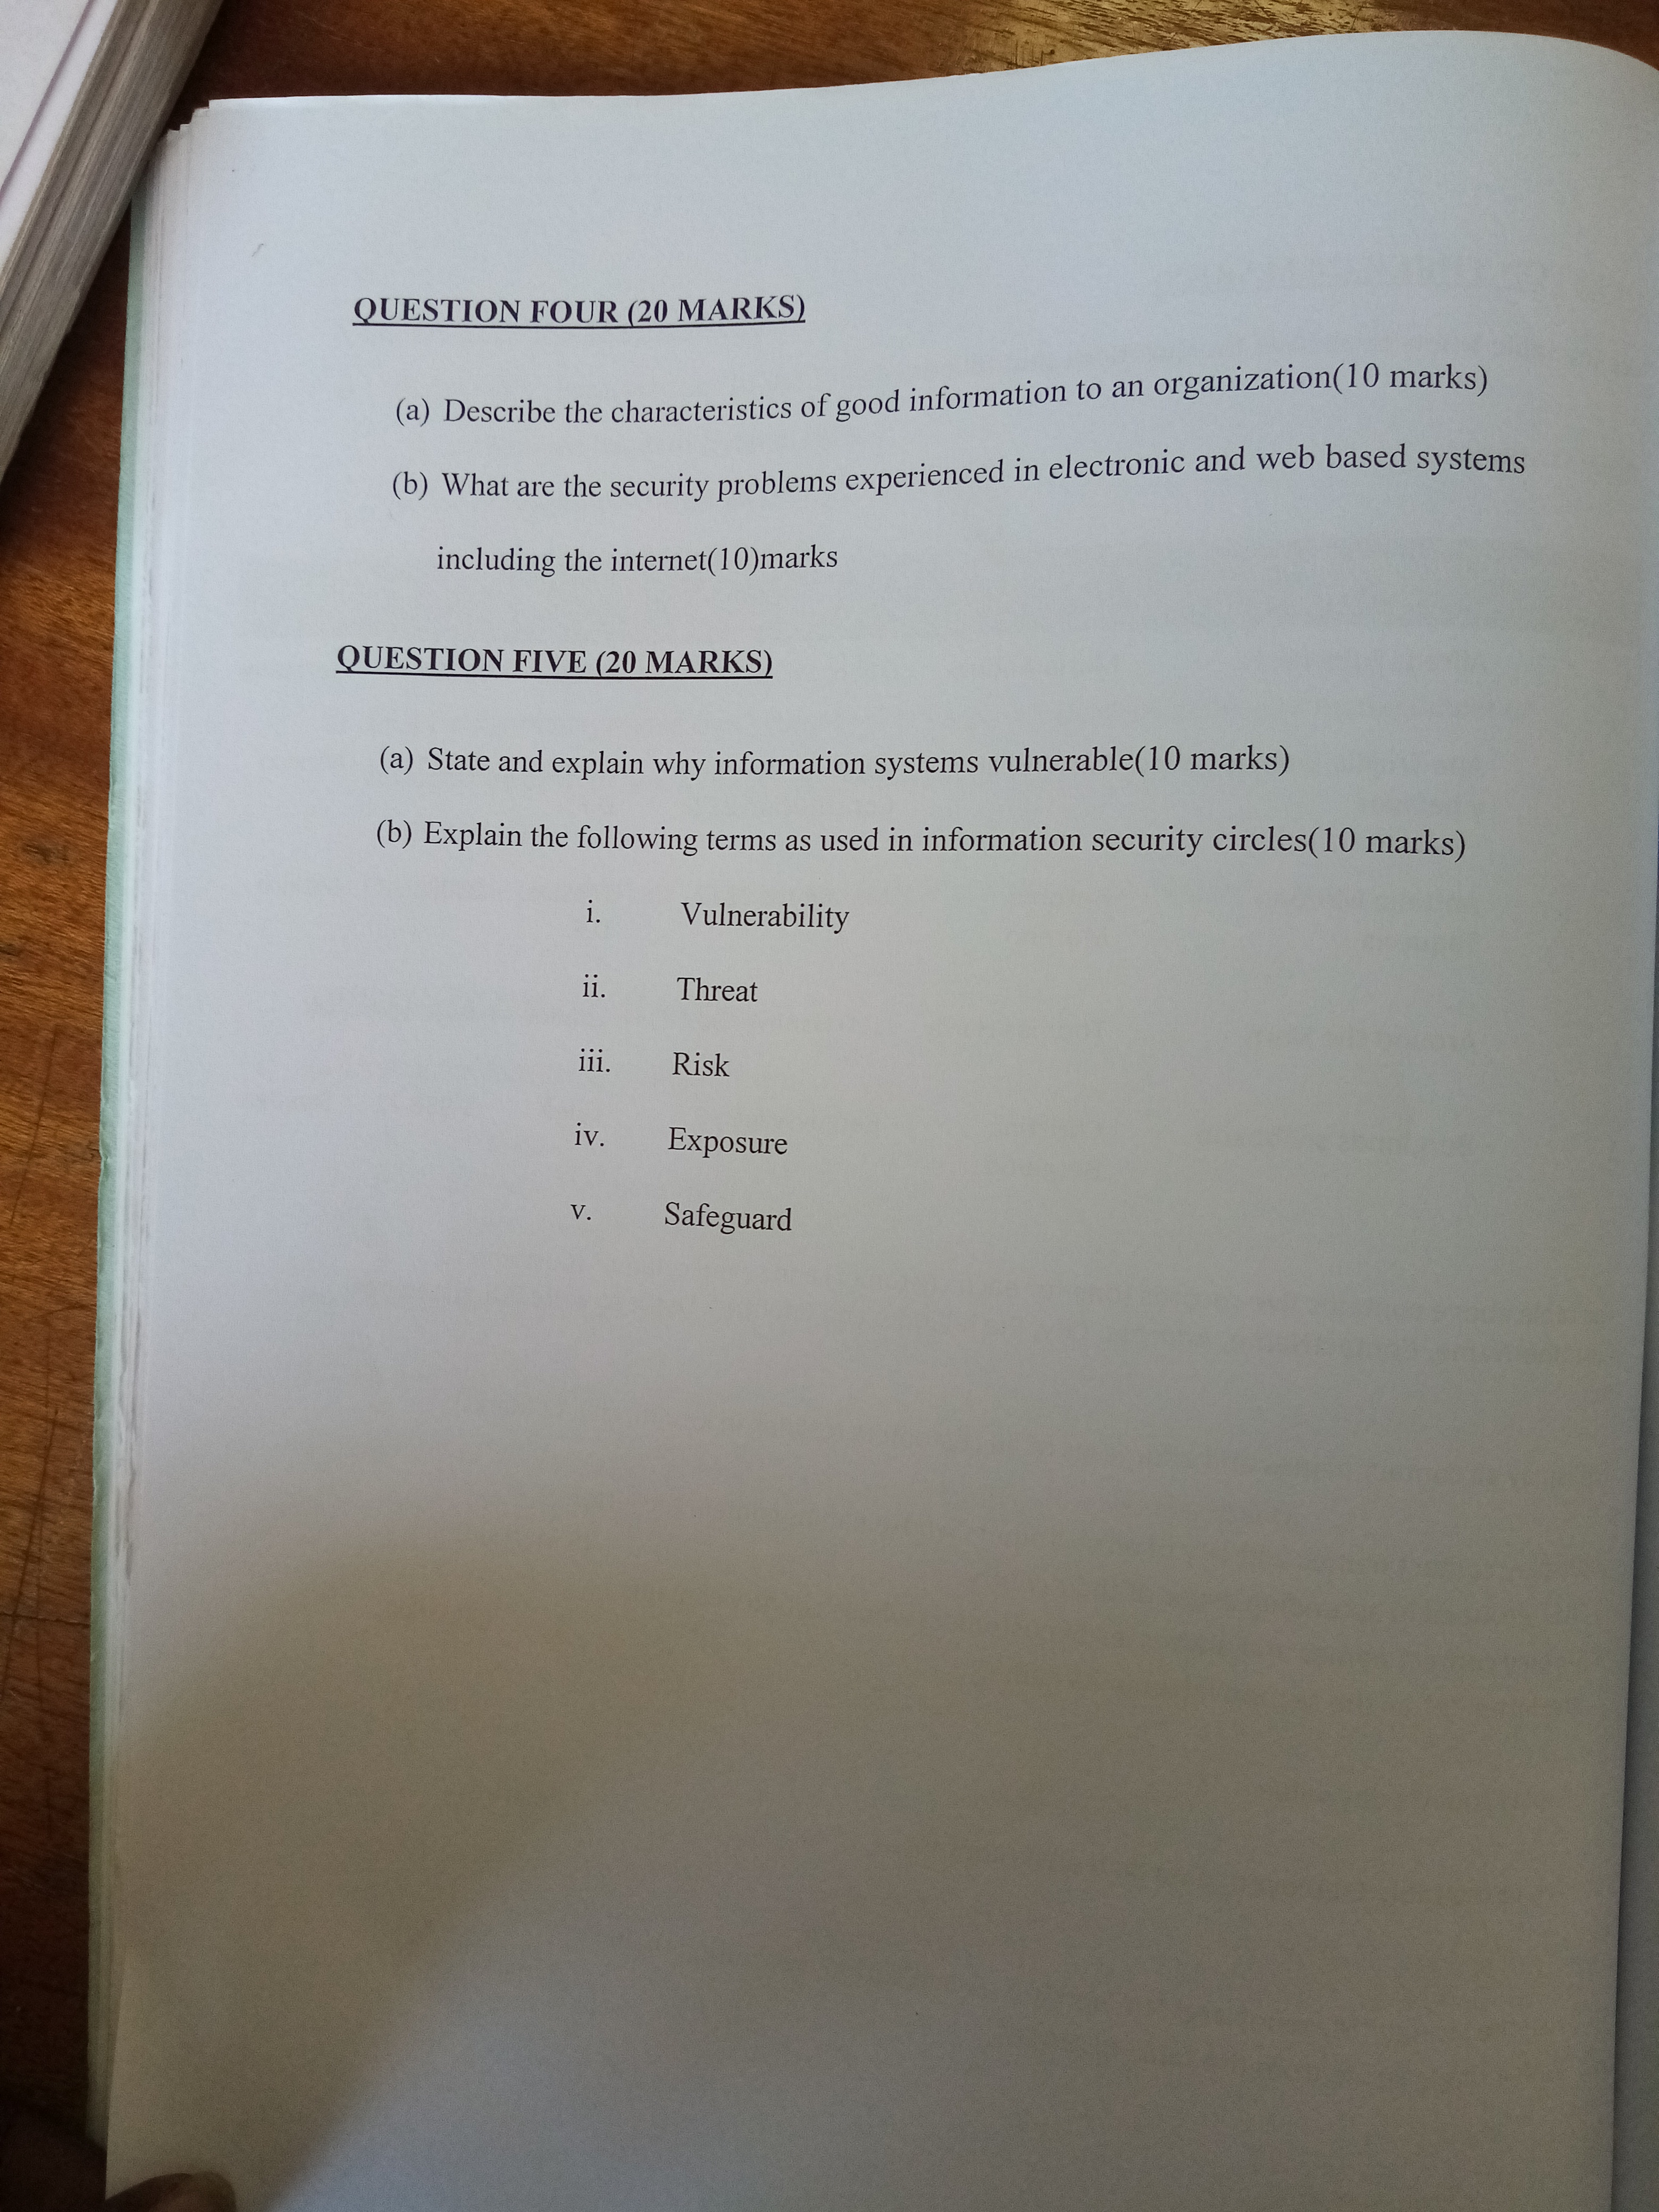 QUESTION FOUR (20 MARKS)
(a) Describe the characteristics of good information to an organization(10 marks)
(b) What are the security problems experienced in electronic and web based systems
including the internet(10)marks
QUESTION FIVE (20 MARKS)
(a) State and explain why information systems vulnerable(10 marks)
(b) Explain the following terms as used in information security circles(10 marks)
i. Vulnerability
ii. Threat
iii. Risk
iv. Exposure
v. Safeguard